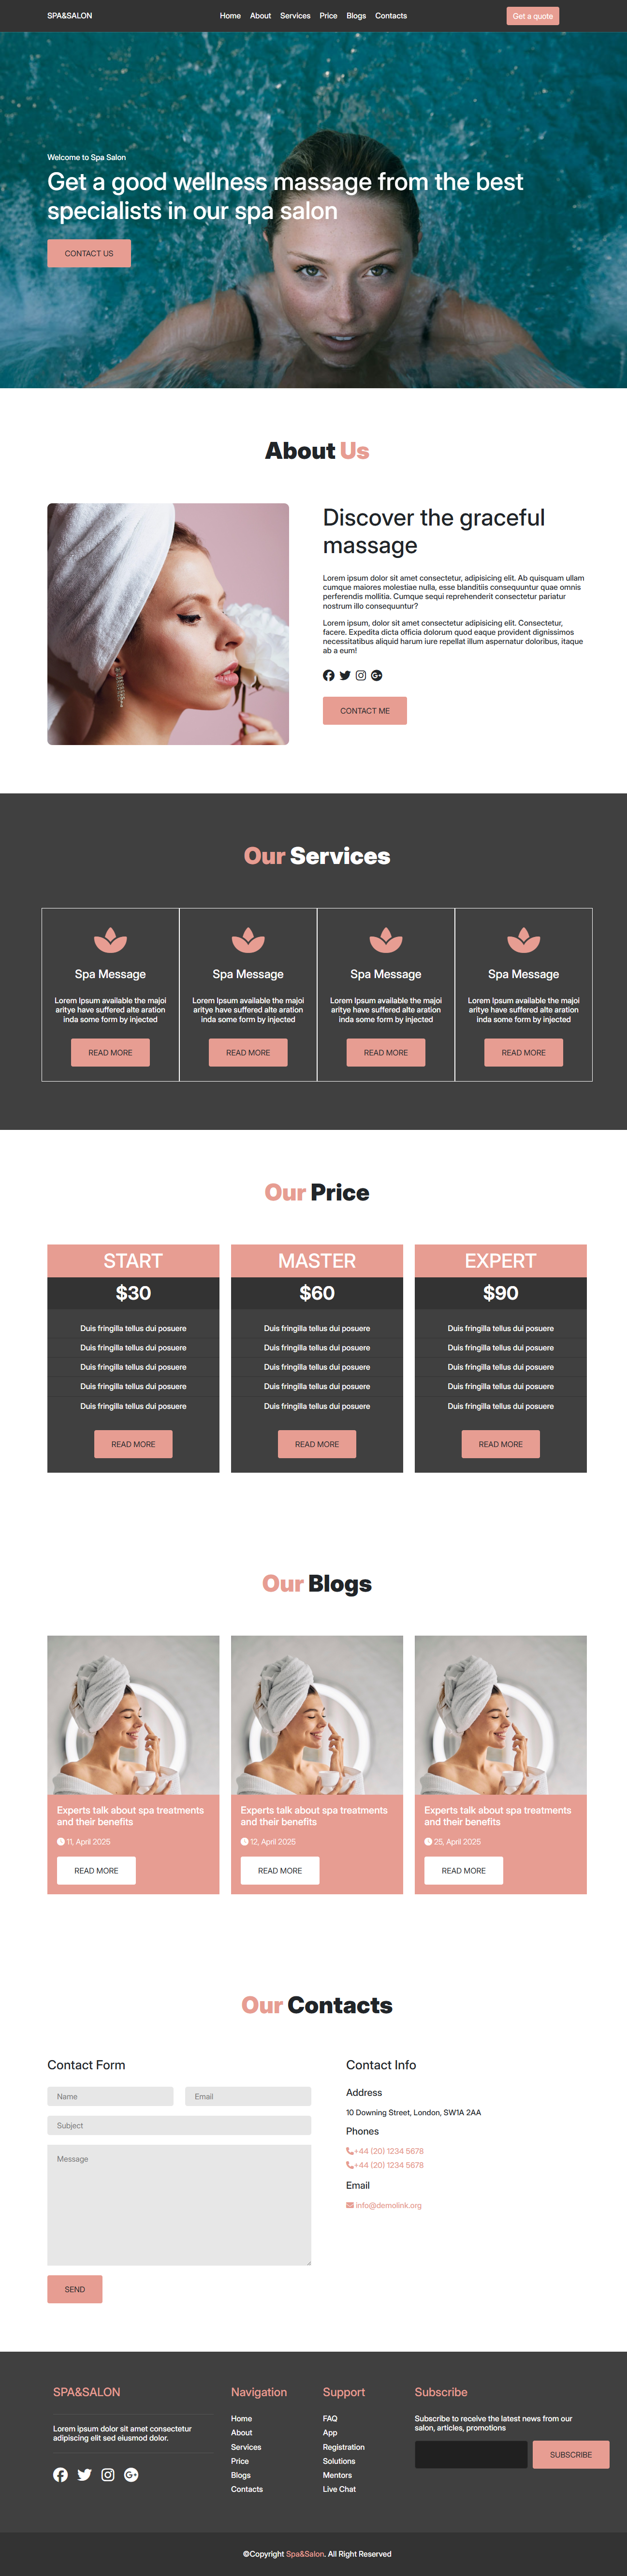 SPA&SALON
Home About Services Price Blogs Contacts
Get a quote
Welcome to Spa Salon
Get a good wellness massage from the best
specialists in our spa salon
CONTACT US
About Us
Discover the graceful
massage
Lorem ipsum dolor sit amet consectetur, adipisicing elit. Ab quisquam ullam
cumque maiores molestiae nulla, esse blanditiis consequuntur quae omnis
perferendis mollitia. Cumque sequi reprehenderit consectetur pariatur
nostrum illo consequuntur?
Lorem ipsum, dolor sit amet consectetur adipisicing elit. Consectetur,
facere. Expedita dicta officia dolorum quod eaque provident dignissimos
necessitatibus aliquid harum iure repellat illum aspernatur doloribus, itaque
ab a eum!
CONTACT ME
Our Services
Spa Message
Lorem Ipsum available the majoi
aritye have suffered alte aration
inda some form by injected
READ MORE
Spa Message
Lorem Ipsum available the majoi
aritye have suffered alte aration
inda some form by injected
READ MORE
Spa Message
Lorem Ipsum available the majoi
aritye have suffered alte aration
inda some form by injected
READ MORE
Spa Message
Lorem Ipsum available the majoi
aritye have suffered alte aration
inda some form by injected
READ MORE
Our Price
START
$30
Duis fringilla tellus dui posuere
Duis fringilla tellus dui posuere
Duis fringilla tellus dui posuere
Duis fringilla tellus dui posuere
Duis fringilla tellus dui posuere
READ MORE
MASTER
$60
Duis fringilla tellus dui posuere
Duis fringilla tellus dui posuere
Duis fringilla tellus dui posuere
Duis fringilla tellus dui posuere
Duis fringilla tellus dui posuere
READ MORE
EXPERT
$90
Duis fringilla tellus dui posuere
Duis fringilla tellus dui posuere
Duis fringilla tellus dui posuere
Duis fringilla tellus dui posuere
Duis fringilla tellus dui posuere
READ MORE
Our Blogs
Experts talk about spa treatments
and their benefits
11, April 2025
READ MORE
Experts talk about spa treatments
and their benefits
12, April 2025
READ MORE
Experts talk about spa treatments
and their benefits
25, April 2025
READ MORE
Our Contacts
Contact Form
Name
Email
Subject
Message
SEND
Contact Info
Address
10 Downing Street, London, SW1A 2AA
Phones
+44 (20) 1234 5678
+44 (20) 1234 5678
Email
info@demolink.org
SPA&SALON
Lorem ipsum dolor sit amet consectetur
adipiscing elit sed eiusmod dolor.
Navigation
Home
About
Services
Price
Blogs
Contacts
Support
FAQ
App
Registration
Solutions
Mentors
Live Chat
Subscribe
Subscribe to receive the latest news from our
salon, articles, promotions
SUBSCRIBE
©Copyright Spa&Salon. All Right Reserved